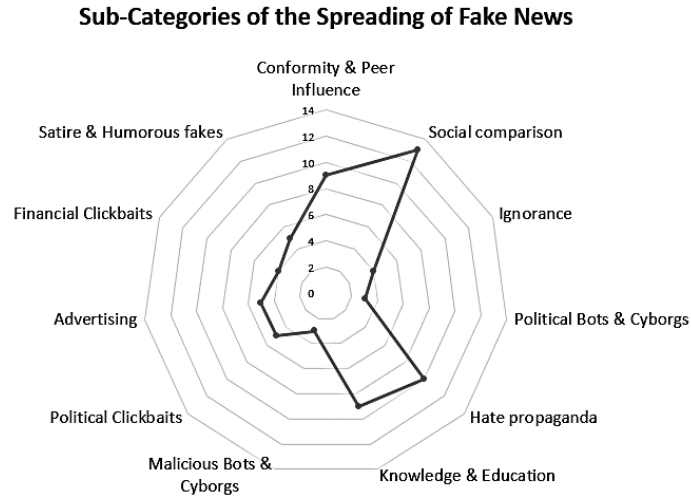 Sub-Categories of the Spreading of Fake News
Conformity & Peer
Influence
14
Satire & Humorous fakes
Social comparison
12
10
8
Financial Clickbaits
Ignorance
6
4
2
0
Advertising
Political Bots & Cyborgs
Political Clickbaits
Hate propaganda
Malicious Bots &
Cyborgs
Knowledge & Education